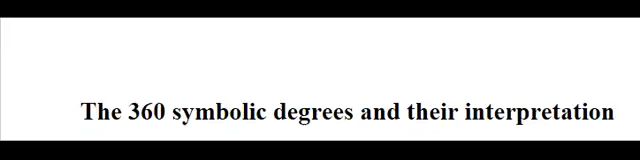 The 360 symbolic degrees and their interpretation